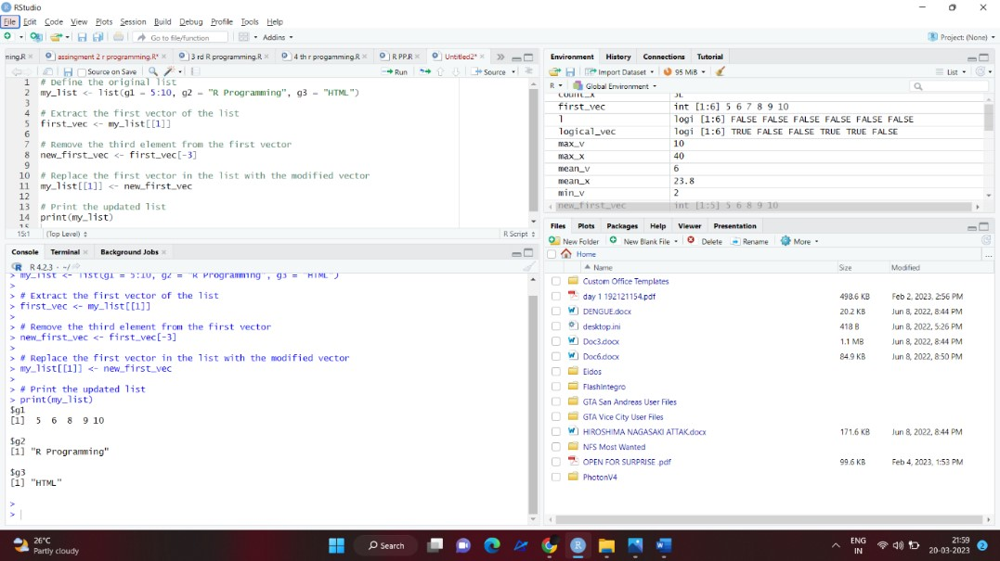 RStudio
File Edit Code View Plots Session Build Debug Profile Tools Help
Go to file/function Addins Project: (None)
ming.R assingment 2 r programming.R* 3 rd R programming.R 4 th r progamming.R R PP.R Untitled2*
Source on Save Run Source
1 # Define the original list
2 my_list <- list(g1 = 5:10, g2 = "R Programming", g3 = "HTML")
3
4 # Extract the first vector of the list
5 first_vec <- my_list[[1]]
6
7 # Remove the third element from the first vector
8 new_first_vec <- first_vec[-3]
9
10 # Replace the first vector in the list with the modified vector
11 my_list[[1]] <- new_first_vec
12
13 # Print the updated list
14 print(my_list)
15
15:1 (Top Level) R Script
Console Terminal Background Jobs
R 4.2.3 · ~/
> my_list <- list(g1 = 5:10, g2 = "R Programming", g3 = "HTML")
>
> # Extract the first vector of the list
> first_vec <- my_list[[1]]
>
> # Remove the third element from the first vector
> new_first_vec <- first_vec[-3]
>
> # Replace the first vector in the list with the modified vector
> my_list[[1]] <- new_first_vec
>
> # Print the updated list
> print(my_list)
$g1
[1] 5 6 8 9 10
$g2
[1] "R Programming"
$g3
[1] "HTML"
>
>
Environment History Connections Tutorial
Import Dataset 95 MiB List
R Global Environment
count_x 3L
first_vec int [1:6] 5 6 7 8 9 10
l logi [1:6] FALSE FALSE FALSE FALSE FALSE FALSE
logical_vec logi [1:6] TRUE FALSE FALSE TRUE TRUE FALSE
max_v 10
max_x 40
mean_v 6
mean_x 23.8
min_v 2
new_first_vec int [1:5] 5 6 8 9 10
Files Plots Packages Help Viewer Presentation
New Folder New Blank File Delete Rename More
Home
Name Size Modified
Custom Office Templates
day 1 192121154.pdf 498.6 KB Feb 2, 2023, 2:56 PM
DENGUE.docx 20.2 KB Jun 8, 2022, 8:44 PM
desktop.ini 418 B Jun 8, 2022, 5:26 PM
Doc3.docx 1.1 MB Jun 8, 2022, 8:44 PM
Doc6.docx 84.9 KB Jun 8, 2022, 8:50 PM
Eidos
FlashIntegro
GTA San Andreas User Files
GTA Vice City User Files
HIROSHIMA NAGASAKI ATTAK.docx 171.6 KB Jun 8, 2022, 8:44 PM
NFS Most Wanted
OPEN FOR SURPRISE .pdf 99.6 KB Feb 4, 2023, 1:53 PM
PhotonV4
26°C
Partly cloudy
Search
ENG
IN
21:59
20-03-2023
2